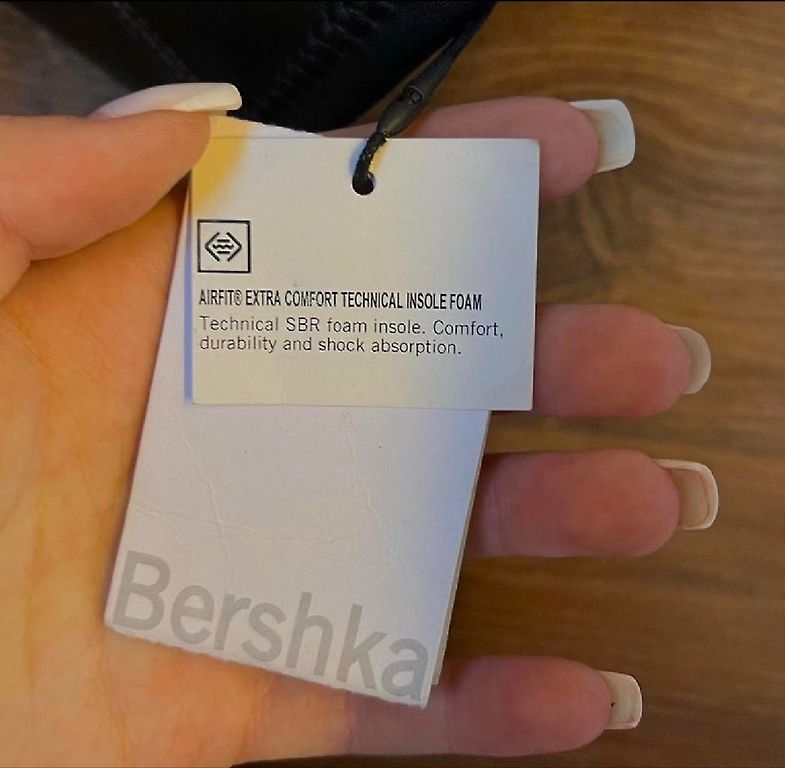 AIRFIT® EXTRA COMFORT TECHNICAL INSOLE FOAM
Technical SBR foam insole. Comfort,
durability and shock absorption.
Bershka